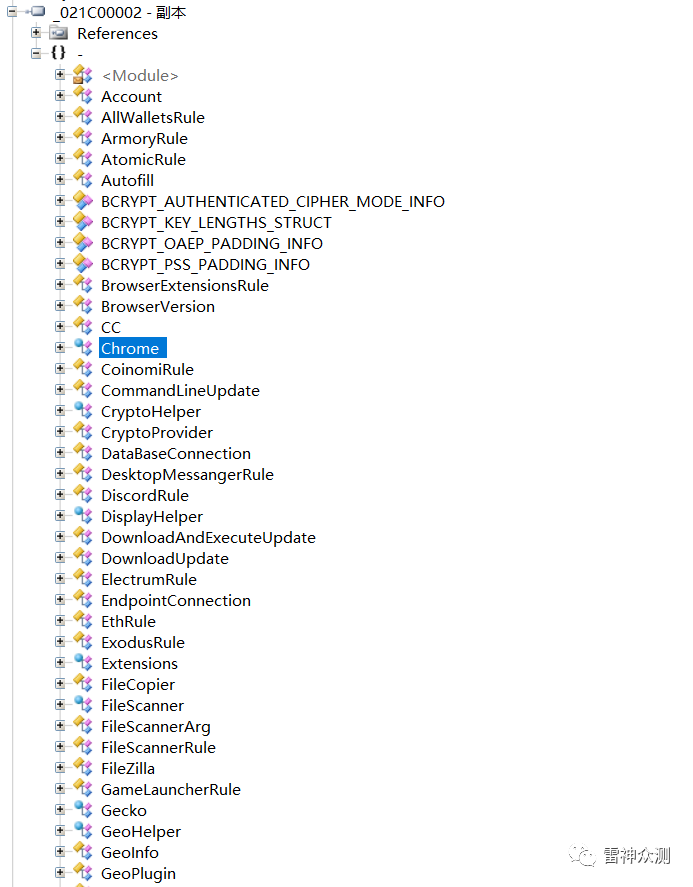 _021C00002 - 副本
References
{} -
<Module>
Account
AllWalletsRule
ArmoryRule
AtomicRule
Autofill
BCRYPT_AUTHENTICATED_CIPHER_MODE_INFO
BCRYPT_KEY_LENGTHS_STRUCT
BCRYPT_OAEP_PADDING_INFO
BCRYPT_PSS_PADDING_INFO
BrowserExtensionsRule
BrowserVersion
CC
Chrome
CoinomiRule
CommandLineUpdate
CryptoHelper
CryptoProvider
DataBaseConnection
DesktopMessangerRule
DiscordRule
DisplayHelper
DownloadAndExecuteUpdate
DownloadUpdate
ElectrumRule
EndpointConnection
EthRule
ExodusRule
Extensions
FileCopier
FileScanner
FileScannerArg
FileScannerRule
FileZilla
GameLauncherRule
Gecko
GeoHelper
GeoInfo
GeoPlugin
雷神众测